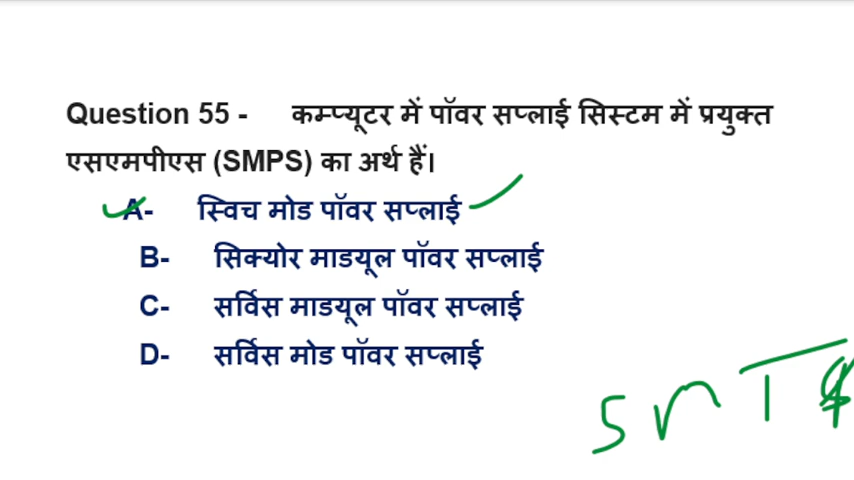 Question 55 - कम्प्यूटर में पॉवर सप्लाई सिस्टम में प्रयुक्त
एसएमपीएस (SMPS) का अर्थ हैं।
A- स्विच मोड पॉवर सप्लाई
B- सिक्योर माडयूल पॉवर सप्लाई
C- सर्विस माडयूल पॉवर सप्लाई
D- सर्विस मोड पॉवर सप्लाई